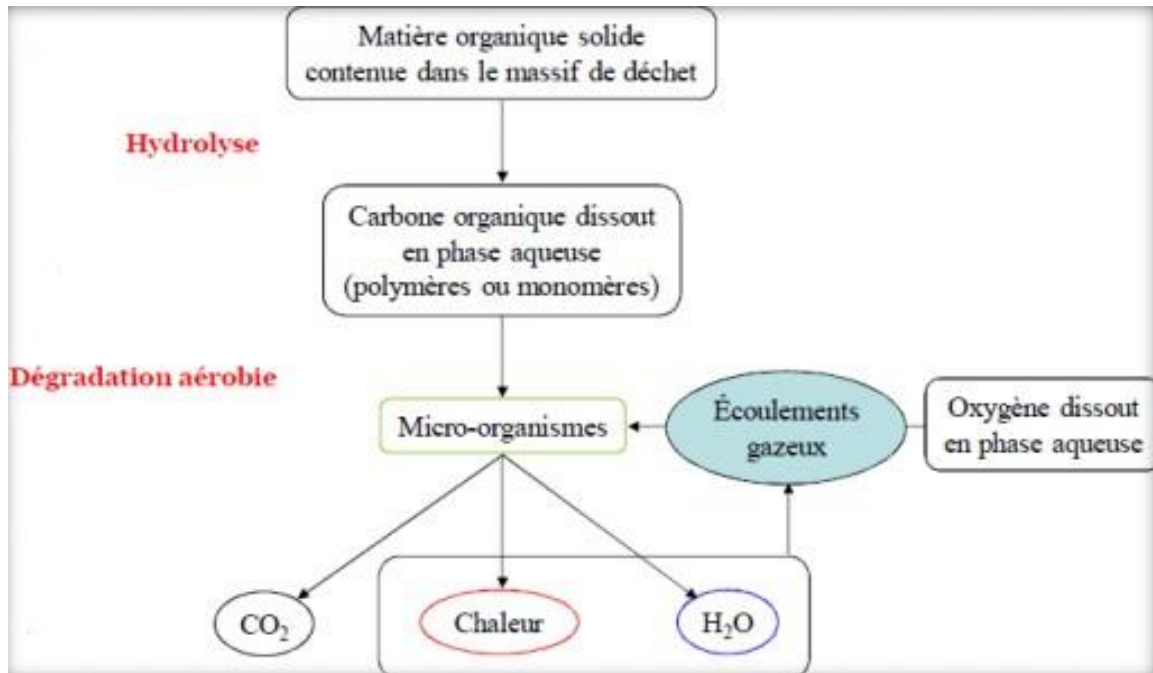 Matière organique solide
contenue dans le massif de déchet
Hydrolyse
Carbone organique dissout
en phase aqueuse
(polymères ou monomères)
Dégradation aérobie
Micro-organismes
Écoulements
gazeux
Oxygène dissout
en phase aqueuse
CO₂
Chaleur
H₂O